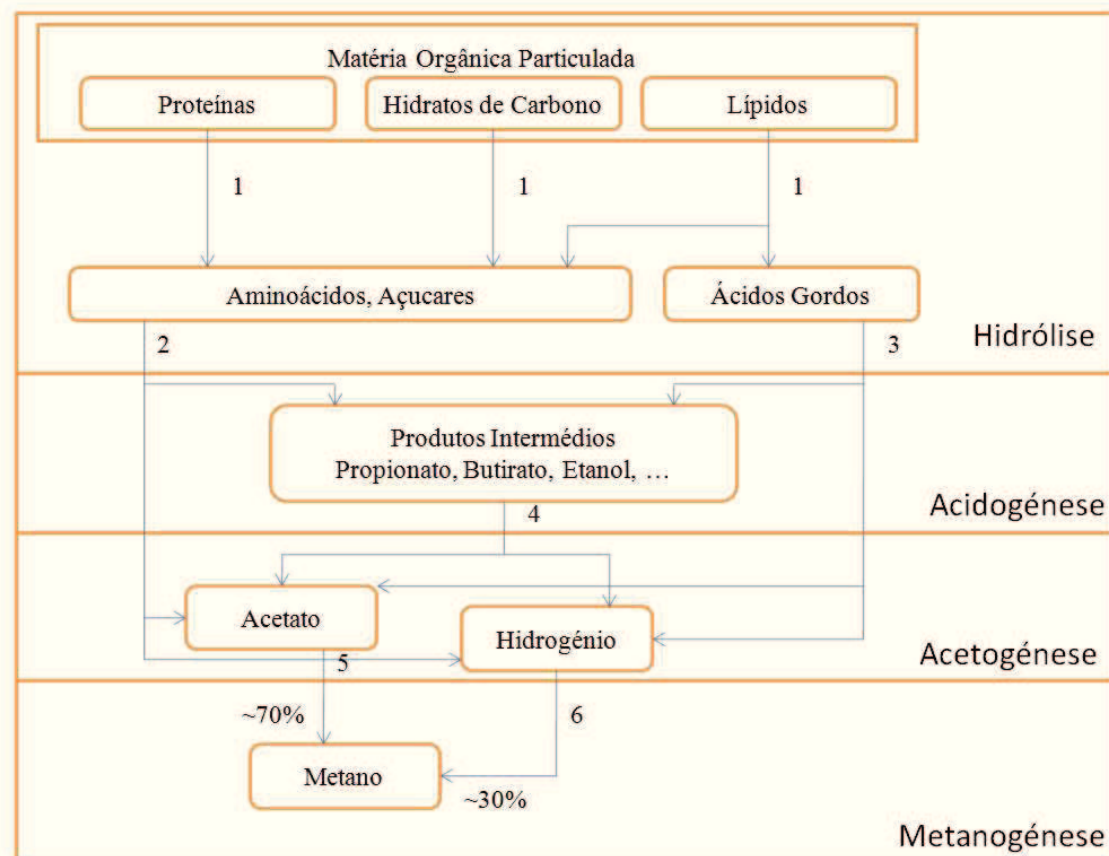 Matéria Orgânica Particulada
Proteínas
Hidratos de Carbono
Lípidos
1
1
1
Aminoácidos, Açucares
Ácidos Gordos
2
3
Hidrólise
Produtos Intermédios
Propionato, Butirato, Etanol, …
4
Acidogénese
Acetato
Hidrogénio
5
Acetogénese
~70%
6
Metano
~30%
Metanogénese